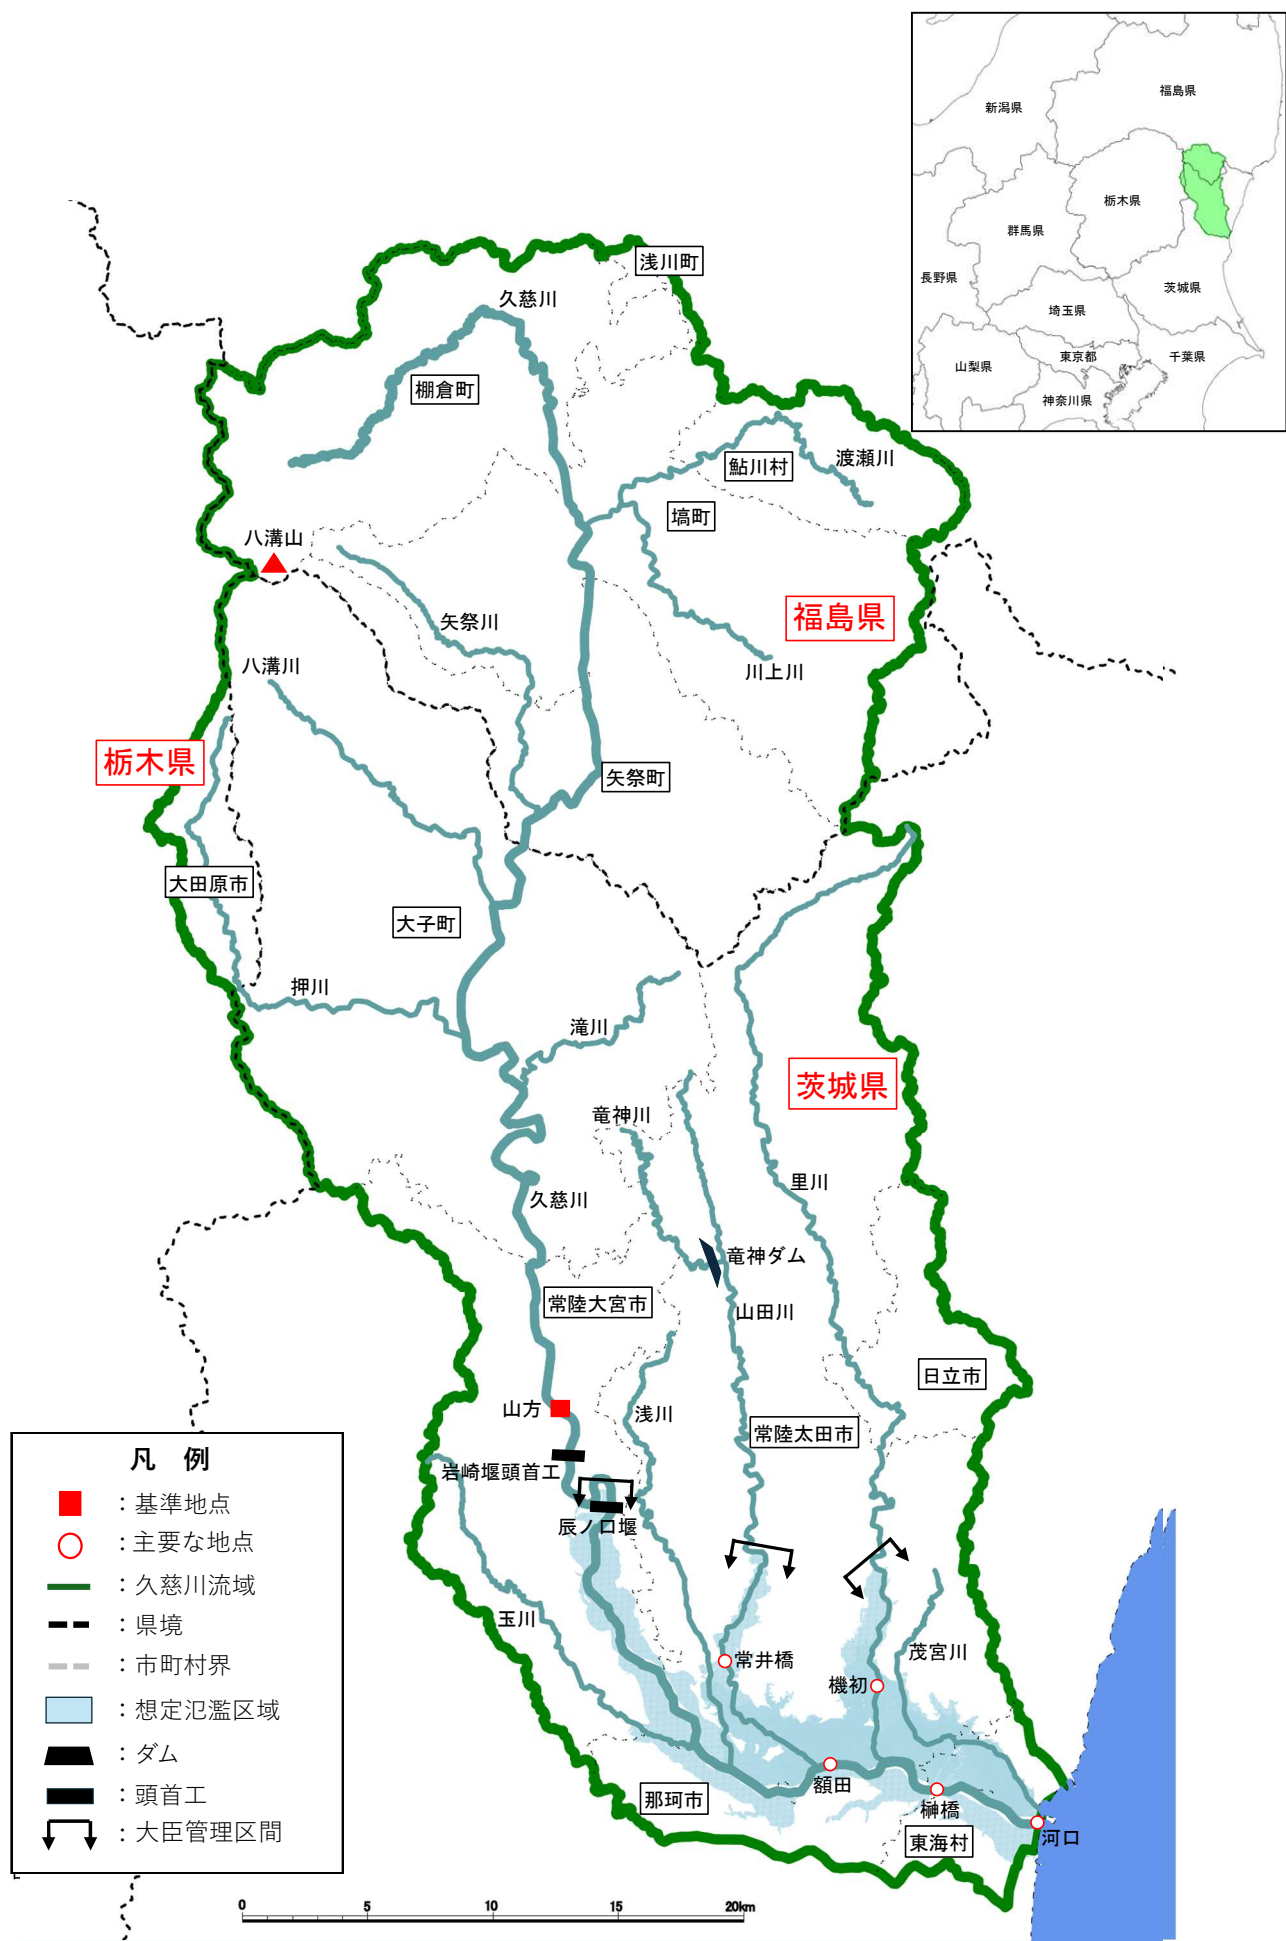 新潟県
福島県
栃木県
群馬県
長野県
茨城県
埼玉県
山梨県
東京都
千葉県
神奈川県
浅川町
久慈川
棚倉町
渡瀬川
鮎川村
塙町
八溝山
福島県
矢祭川
八溝川
川上川
栃木県
矢祭町
大田原市
大子町
押川
滝川
茨城県
竜神川
里川
久慈川
竜神ダム
常陸大宮市
山田川
日立市
山方
浅川
常陸太田市
岩崎堰頭首工
辰ノ口堰
玉川
常井橋
茂宮川
機初
額田
那珂市
榊橋
東海村
河口
凡 例
：基準地点
：主要な地点
：久慈川流域
：県境
：市町村界
：想定氾濫区域
：ダム
：頭首工
：大臣管理区間
0 5 10 15 20km